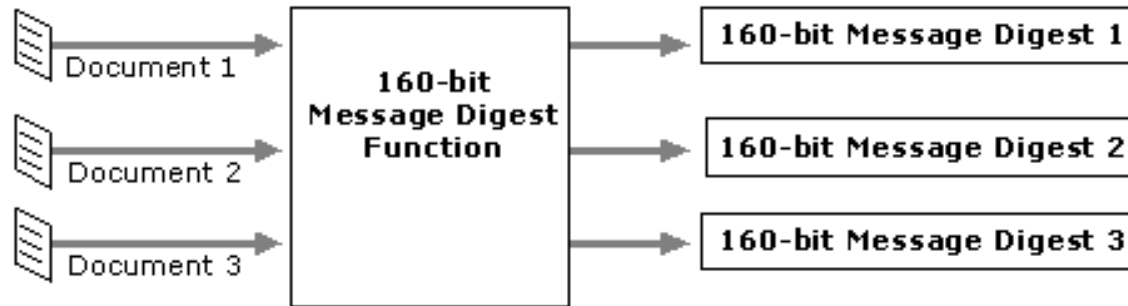 Document 1
160-bit Message Digest 1
160-bit
Message Digest
Function
Document 2
160-bit Message Digest 2
Document 3
160-bit Message Digest 3